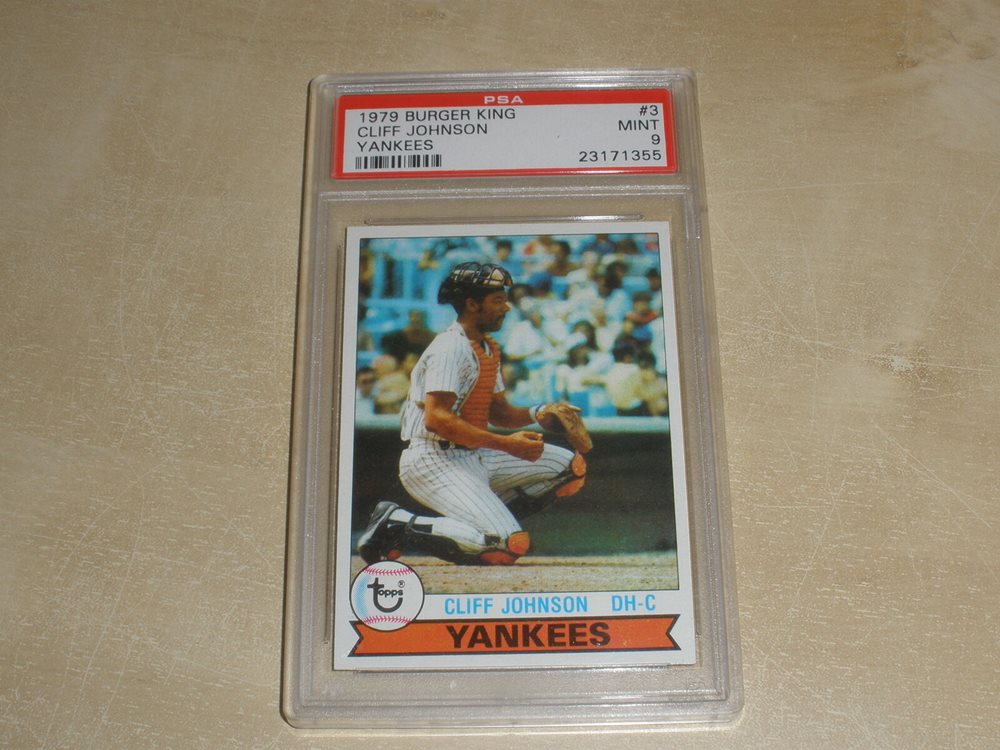 PSA
1979 BURGER KING #3
CLIFF JOHNSON MINT
YANKEES 9
23171355
topps®
CLIFF JOHNSON DH-C
YANKEES